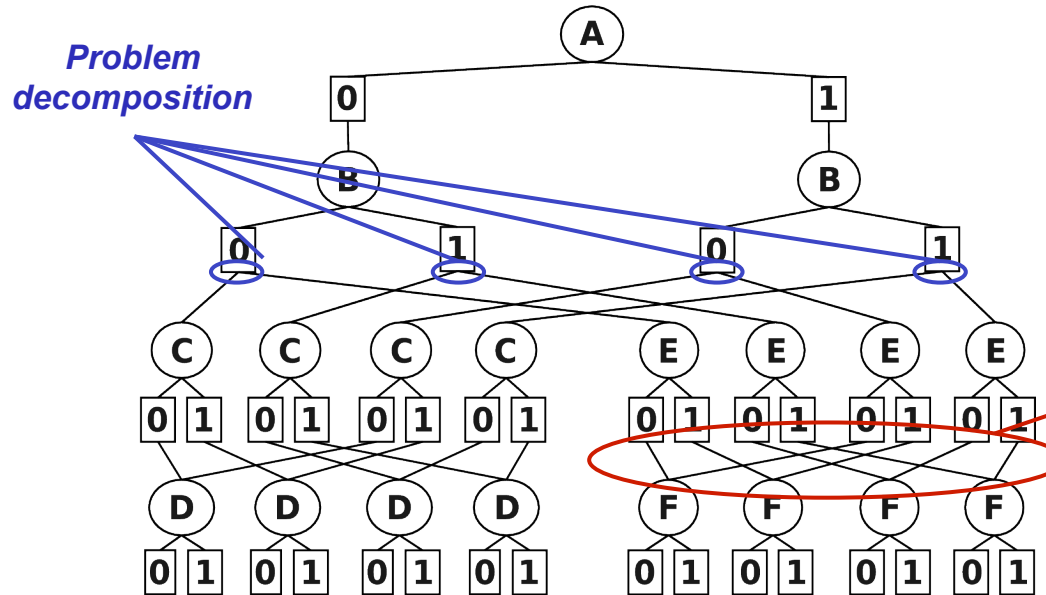 A
Problem
decomposition
0 1
B B
0 1 0 1
C C C C E E E E
0 1 0 1 0 1 0 1 0 1 0 1 0 1 0 1
D D D D F F F F
0 1 0 1 0 1 0 1 0 1 0 1 0 1 0 1